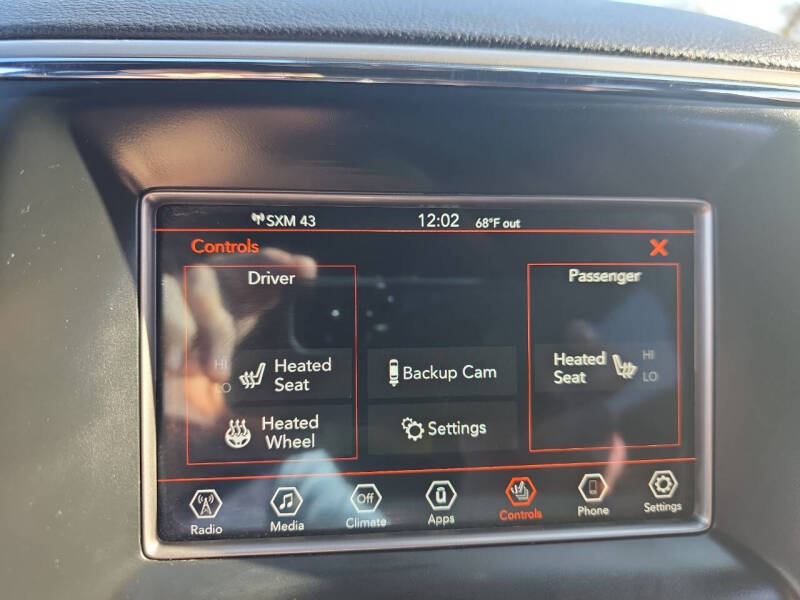 SXM 43 12:02 68°F out
Controls
Driver
Passenger
HI
LO
Heated
Seat
Backup Cam
Heated
Seat
HI
LO
Heated
Wheel
Settings
Radio
Media
Off
Climate
Apps
Controls
Phone
Settings